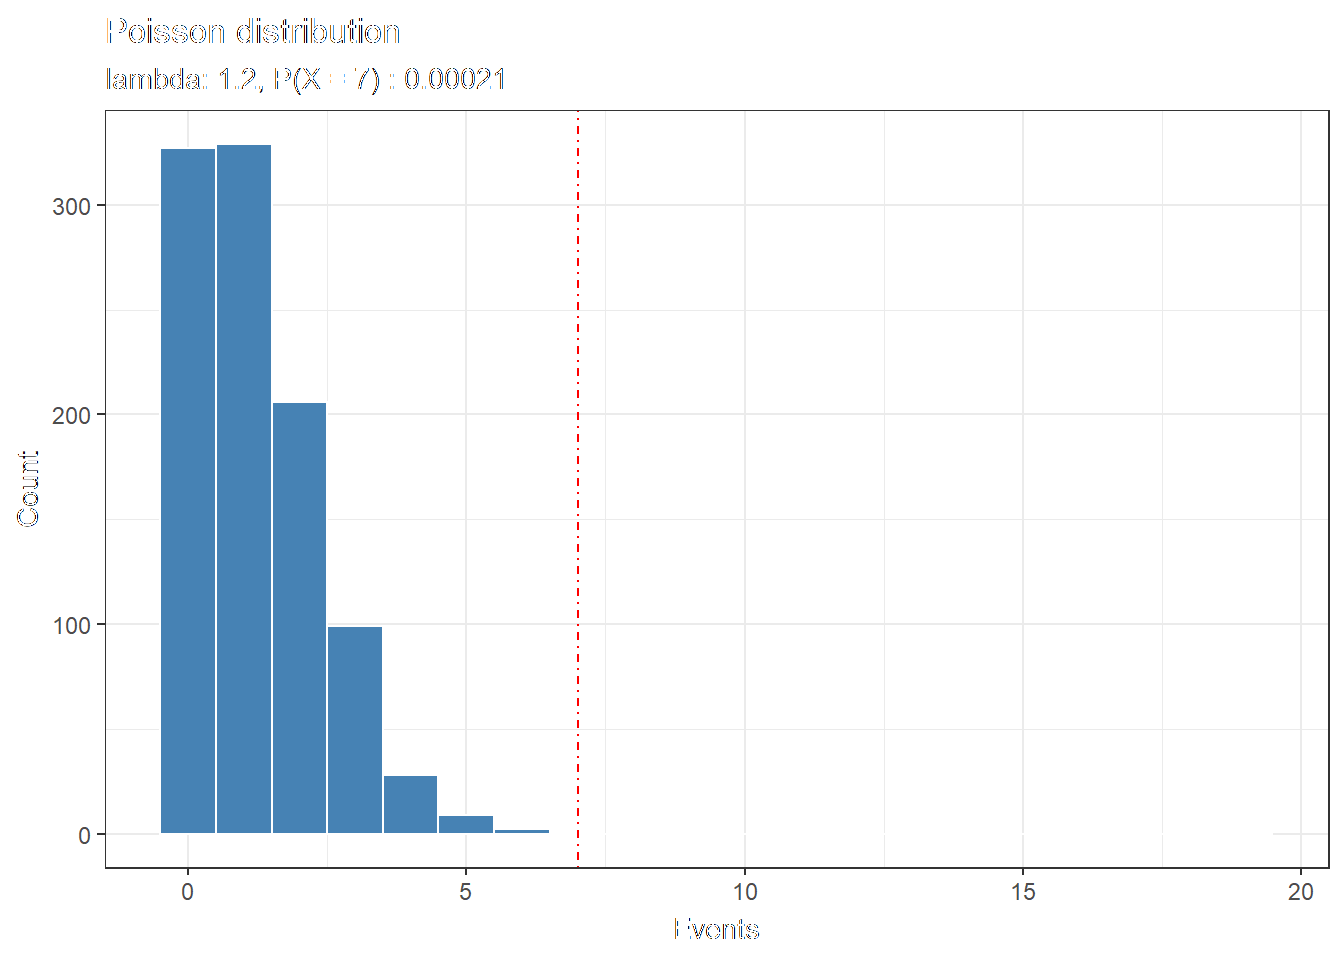 Poisson distribution
lambda: 1.2, P(X = 7) : 0.00021
300
200
100
0
Count
0 5 10 15 20
Events